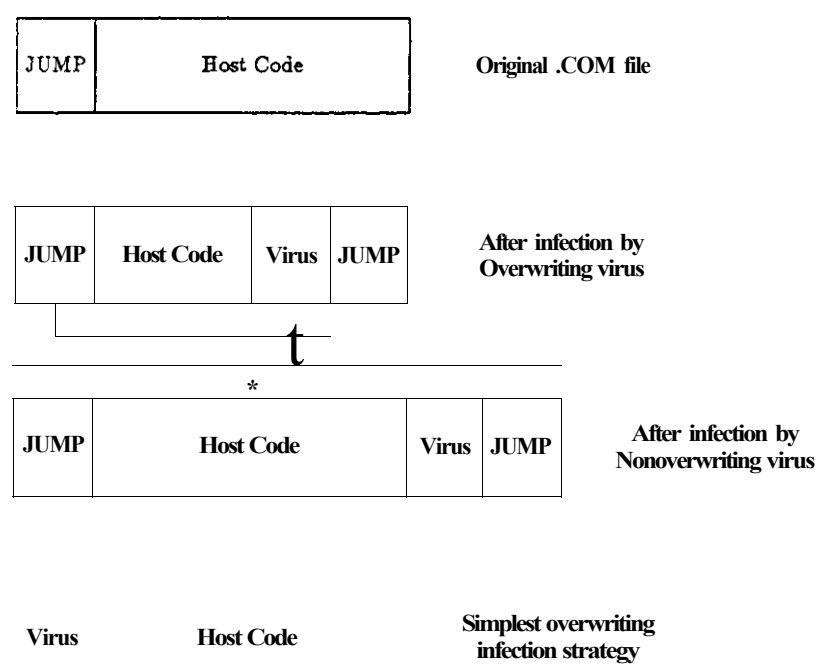 JUMP Host Code Original .COM file
JUMP Host Code Virus JUMP After infection by
Overwriting virus
t
*
JUMP Host Code Virus JUMP After infection by
Nonoverwriting virus
Virus Host Code Simplest overwriting
infection strategy